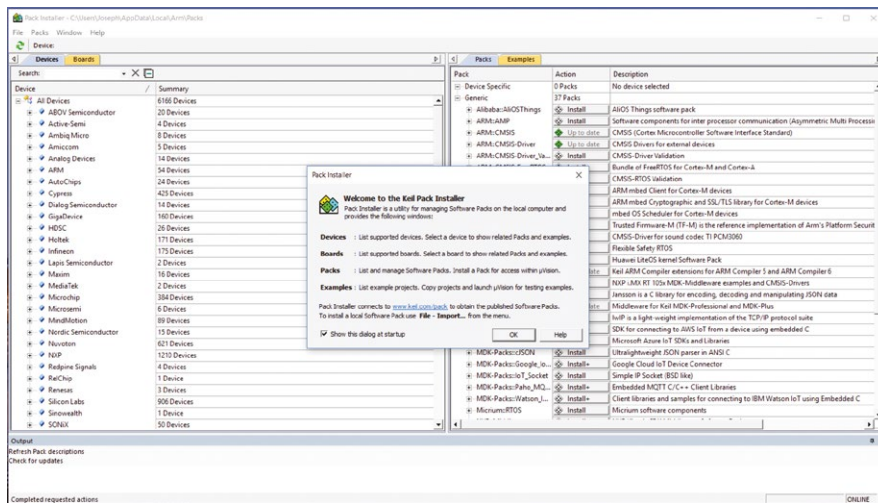 Pack Installer - C:\Users\Joseph\AppData\Local\Arm\Packs
File Packs Window Help
Device:
Devices Boards
Search:
Device Summary
All Devices 6166 Devices
ABOV Semiconductor 20 Devices
Active-Semi 4 Devices
Ambiq Micro 8 Devices
Amiccom 5 Devices
Analog Devices 14 Devices
ARM 54 Devices
AutoChips 24 Devices
Cypress 423 Devices
Dialog Semiconductor 14 Devices
GigaDevice 160 Devices
HDSC 26 Devices
Holtek 171 Devices
Infineon 175 Devices
Lapis Semiconductor 2 Devices
Maxim 16 Devices
MediaTek 2 Devices
Microchip 384 Devices
Microsemi 6 Devices
MindMotion 89 Devices
Nordic Semiconductor 15 Devices
Nuvoton 621 Devices
NXP 1210 Devices
Redpine Signals 4 Devices
RelChip 1 Device
Renesas 3 Devices
Silicon Labs 906 Devices
Sinowealth 1 Device
SONiX 50 Devices
Packs Examples
Pack Action Description
Device Specific 0 Packs No device selected
Generic 37 Packs
Alibaba::AliOSThings Install AliOS Things software pack
ARM::AMP Install Software components for inter processor communication (Asymmetric Multi Processi
ARM::CMSIS Up to date CMSIS (Cortex Microcontroller Software Interface Standard)
ARM::CMSIS-Driver Up to date CMSIS Drivers for external devices
ARM::CMSIS-Driver_Va... Install CMSIS-Driver Validation
Bundle of FreeRTOS for Cortex-M and Cortex-A
CMSIS-RTOS Validation
ARM mbed Client for Cortex-M devices
ARM mbed Cryptographic and SSL/TLS library for Cortex-M devices
mbed OS Scheduler for Cortex-M devices
Trusted Firmware-M (TF-M) is the reference implementation of Arm's Platform Securit
CMSIS-Driver for sound codec TI PCM3060
Flexible Safety RTOS
Huawei LiteOS kernel Software Pack
Keil ARM Compiler extensions for ARM Compiler 5 and ARM Compiler 6
NXP i.MX RT 105x MDK-Middleware examples and CMSIS-Drivers
Jansson is a C library for encoding, decoding and manipulating JSON data
Middleware for Keil MDK-Professional and MDK-Plus
lwIP is a light-weight implementation of the TCP/IP protocol suite
SDK for connecting to AWS IoT from a device using embedded C
Microsoft Azure IoT SDKs and Libraries
MDK-Packs::cJSON Install Ultralightweight JSON parser in ANSI C
MDK-Packs::Google_Io... Install+ Google Cloud IoT Device Connector
MDK-Packs::IoT_Socket Install+ Simple IP Socket (BSD like)
MDK-Packs::Paho_MQ... Install+ Embedded MQTT C/C++ Client Libraries
MDK-Packs::Watson_I... Install+ Client libraries and samples for connecting to IBM Watson IoT using Embedded C
Micrium::RTOS Install Micrium software components
Pack Installer
Welcome to the Keil Pack Installer
Pack Installer is a utility for managing Software Packs on the local computer and
provides the following windows:
Devices : List supported devices. Select a device to show related Packs and examples.
Boards : List supported boards. Select a board to show related Packs and examples.
Packs : List and manage Software Packs. Install a Pack for access within µVision.
Examples : List example projects. Copy projects and launch µVision for testing examples.
Pack Installer connects to www.keil.com/pack to obtain the published Software Packs.
To install a local Software Pack use File - Import... from the menu.
Show this dialog at startup
OK Help
Output
Refresh Pack descriptions
Check for updates
Completed requested actions ONLINE